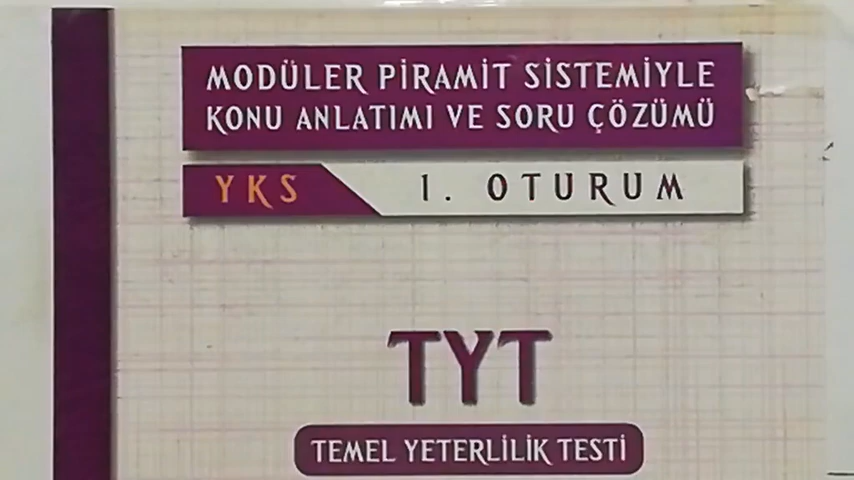 MODÜLER PİRAMİT SİSTEMİYLE
KONU ANLATIMI VE SORU ÇÖZÜMÜ
YKS 1. OTURUM
TYT
TEMEL YETERLİLİK TESTİ